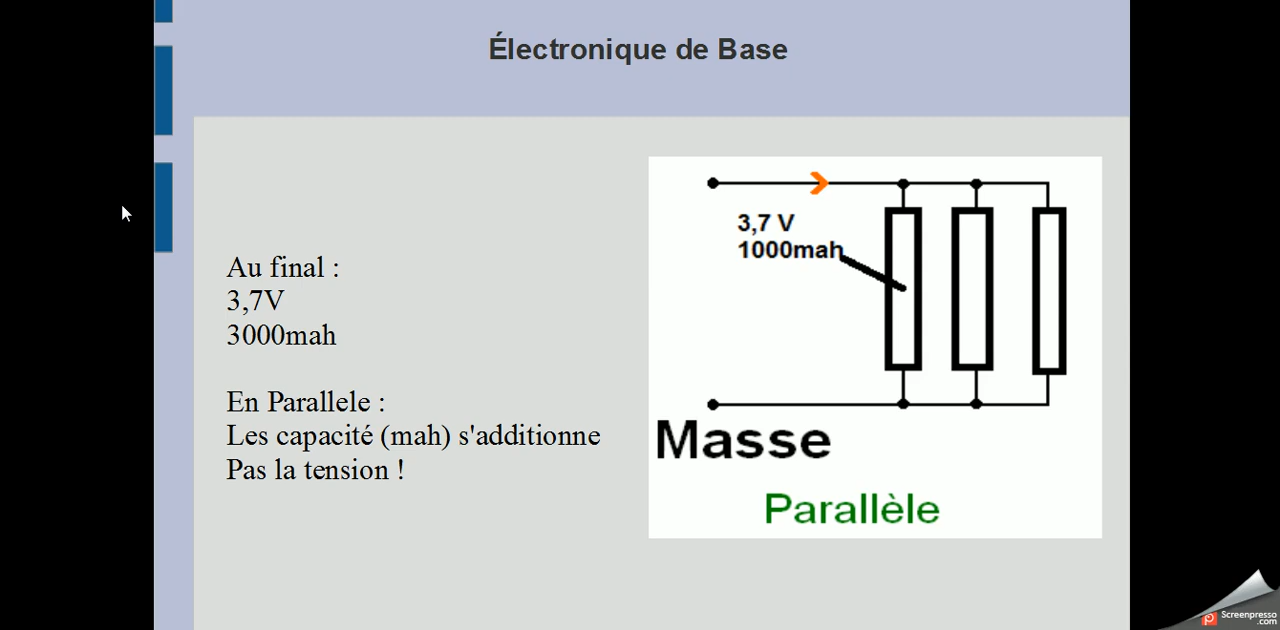 Électronique de Base
Au final :
3,7V
3000mah
En Parallele :
Les capacité (mah) s'additionne
Pas la tension !
3,7 V
1000mah
Masse
Parallèle
Screenpresso
.com